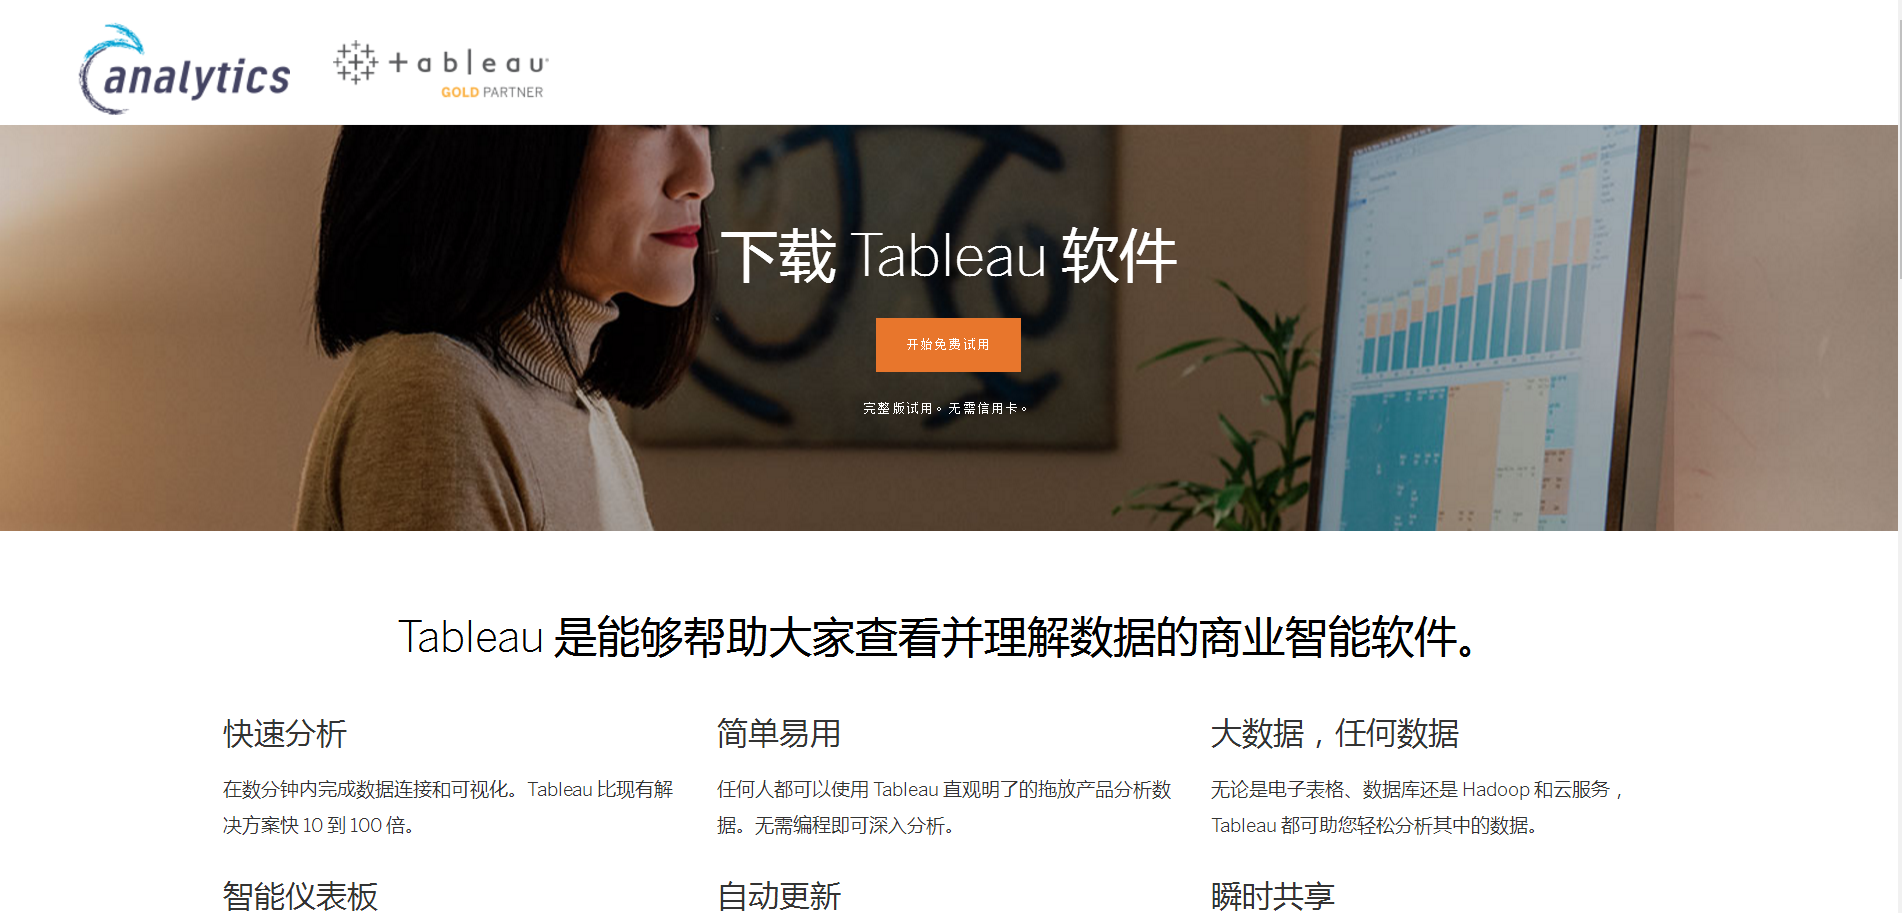 analytics
+ableau
GOLD PARTNER
下载 Tableau 软件
开始免费试用
完整版试用。无需信用卡。
Tableau 是能够帮助大家查看并理解数据的商业智能软件。
快速分析
在数分钟内完成数据连接和可视化。Tableau 比现有解
决方案快 10 到 100 倍。
简单易用
任何人都可以使用 Tableau 直观明了的拖放产品分析数
据。无需编程即可深入分析。
大数据，任何数据
无论是电子表格、数据库还是 Hadoop 和云服务，
Tableau 都可助您轻松分析其中的数据。
智能仪表板
自动更新
瞬时共享